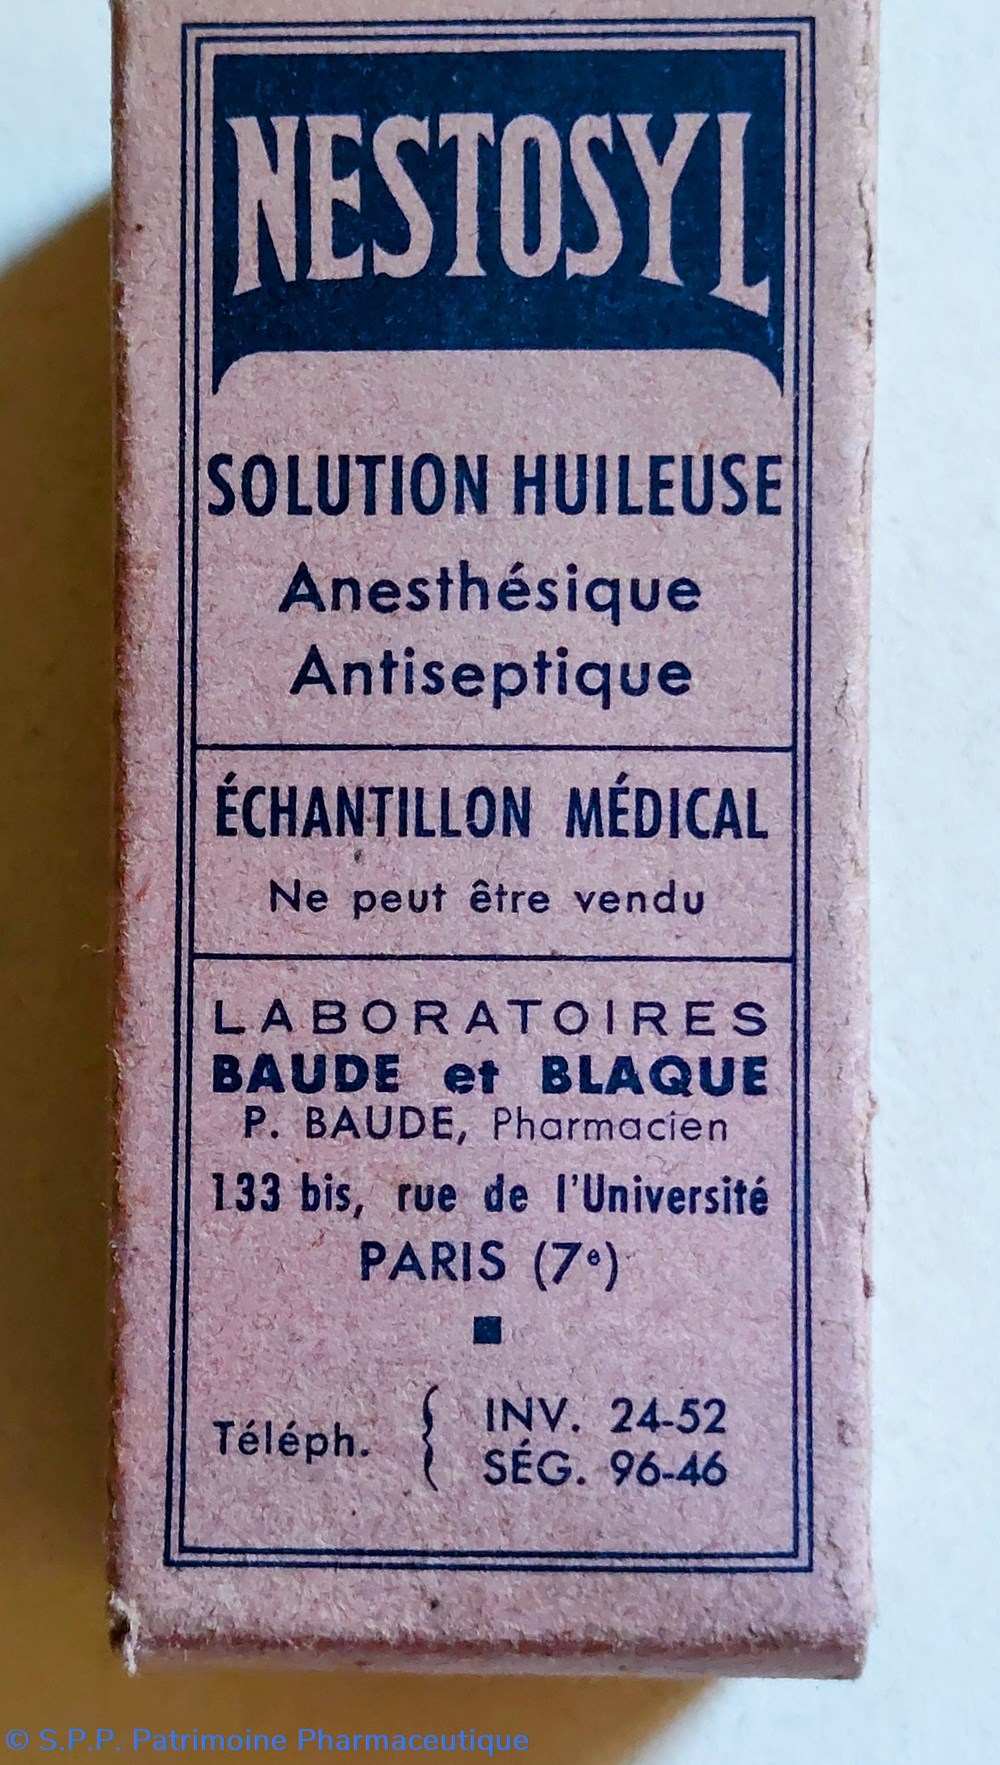 NESTOSYL
SOLUTION HUILEUSE
Anesthésique
Antiseptique
ÉCHANTILLON MÉDICAL
Ne peut être vendu
LABORATOIRES
BAUDE et BLAQUE
P. BAUDE, Pharmacien
133 bis, rue de l'Université
PARIS (7e)
Téléph. { INV. 24-52
SÉG. 96-46
© S.P.P. Patrimoine Pharmaceutique